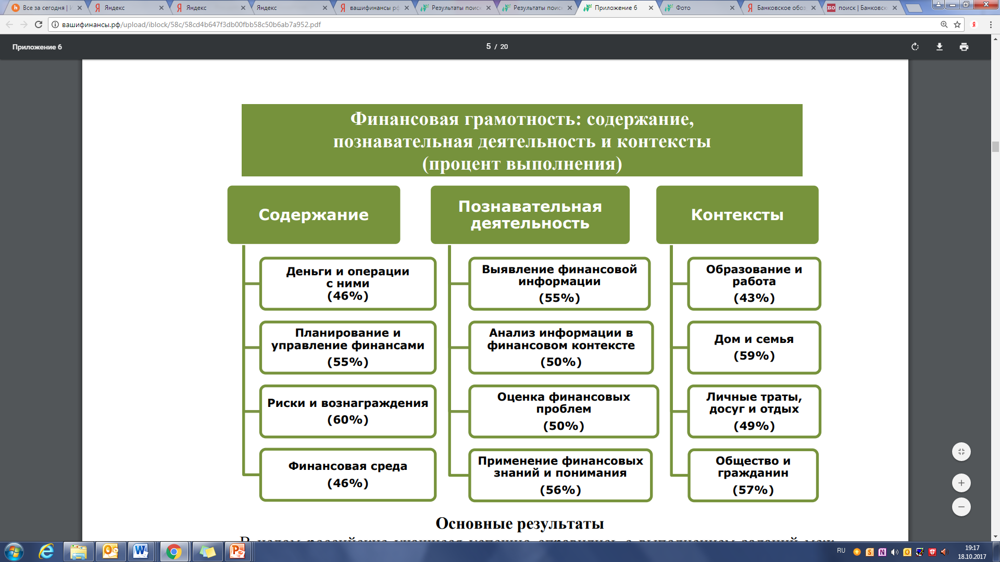 Все за сегодня |
Яндекс
Яндекс
Яндекс
вашифинансы рф
Результаты поиск
Результаты поиск
Приложение 6
Фото
Банковское обоз
БО
поиск | Банковск
вашифинансы.рф/upload/iblock/58c/58cd4b647f3db00fbb58c50b6ab7a952.pdf
Приложение 6
5 / 20
Финансовая грамотность: содержание,
познавательная деятельность и контексты
(процент выполнения)
Содержание
Деньги и операции
с ними
(46%)
Планирование и
управление финансами
(55%)
Риски и вознаграждения
(60%)
Финансовая среда
(46%)
Познавательная
деятельность
Выявление финансовой
информации
(55%)
Анализ информации в
финансовом контексте
(50%)
Оценка финансовых
проблем
(50%)
Применение финансовых
знаний и понимания
(56%)
Контексты
Образование и
работа
(43%)
Дом и семья
(59%)
Личные траты,
досуг и отдых
(49%)
Общество и
гражданин
(57%)
Основные результаты
RU
19:17
18.10.2017